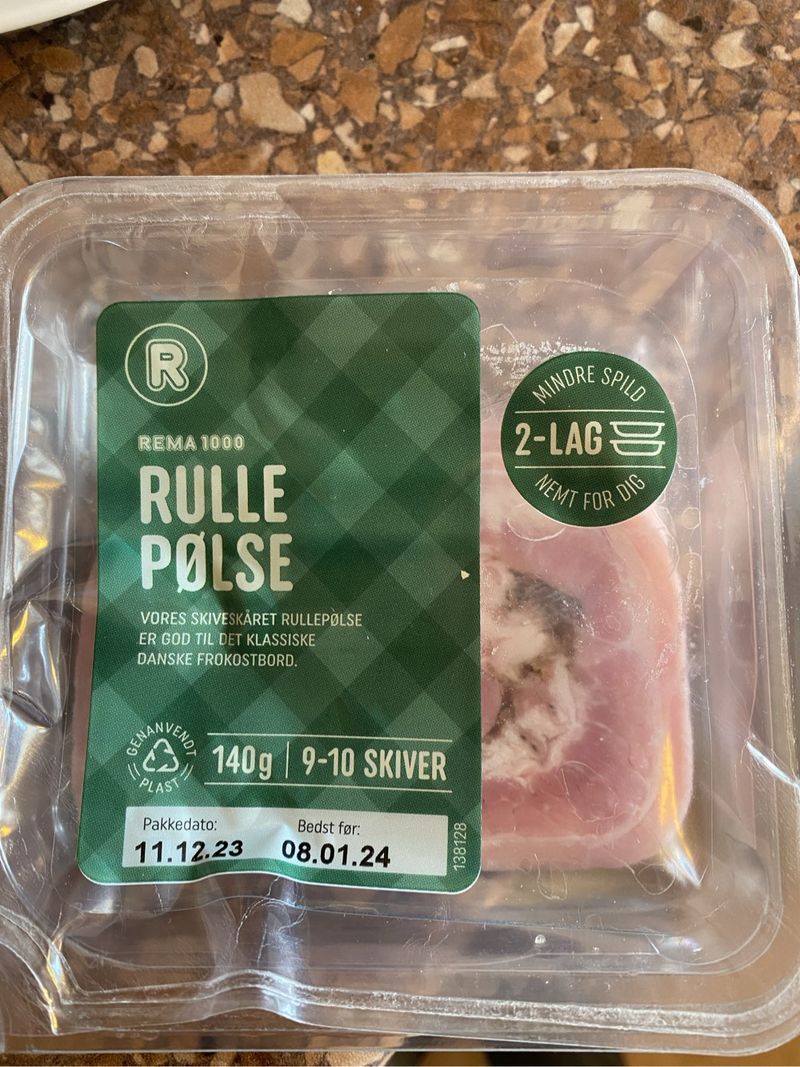 R
REMA 1000
RULLE
PØLSE
VORES SKIVESKÅRET RULLEPØLSE
ER GOD TIL DET KLASSISKE
DANSKE FROKOSTBORD.
GENANVENDT
PLAST
140g | 9-10 SKIVER
Pakkedato: Bedst før:
11.12.23 08.01.24
138128
MINDRE SPILD
2-LAG
NEMT FOR DIG